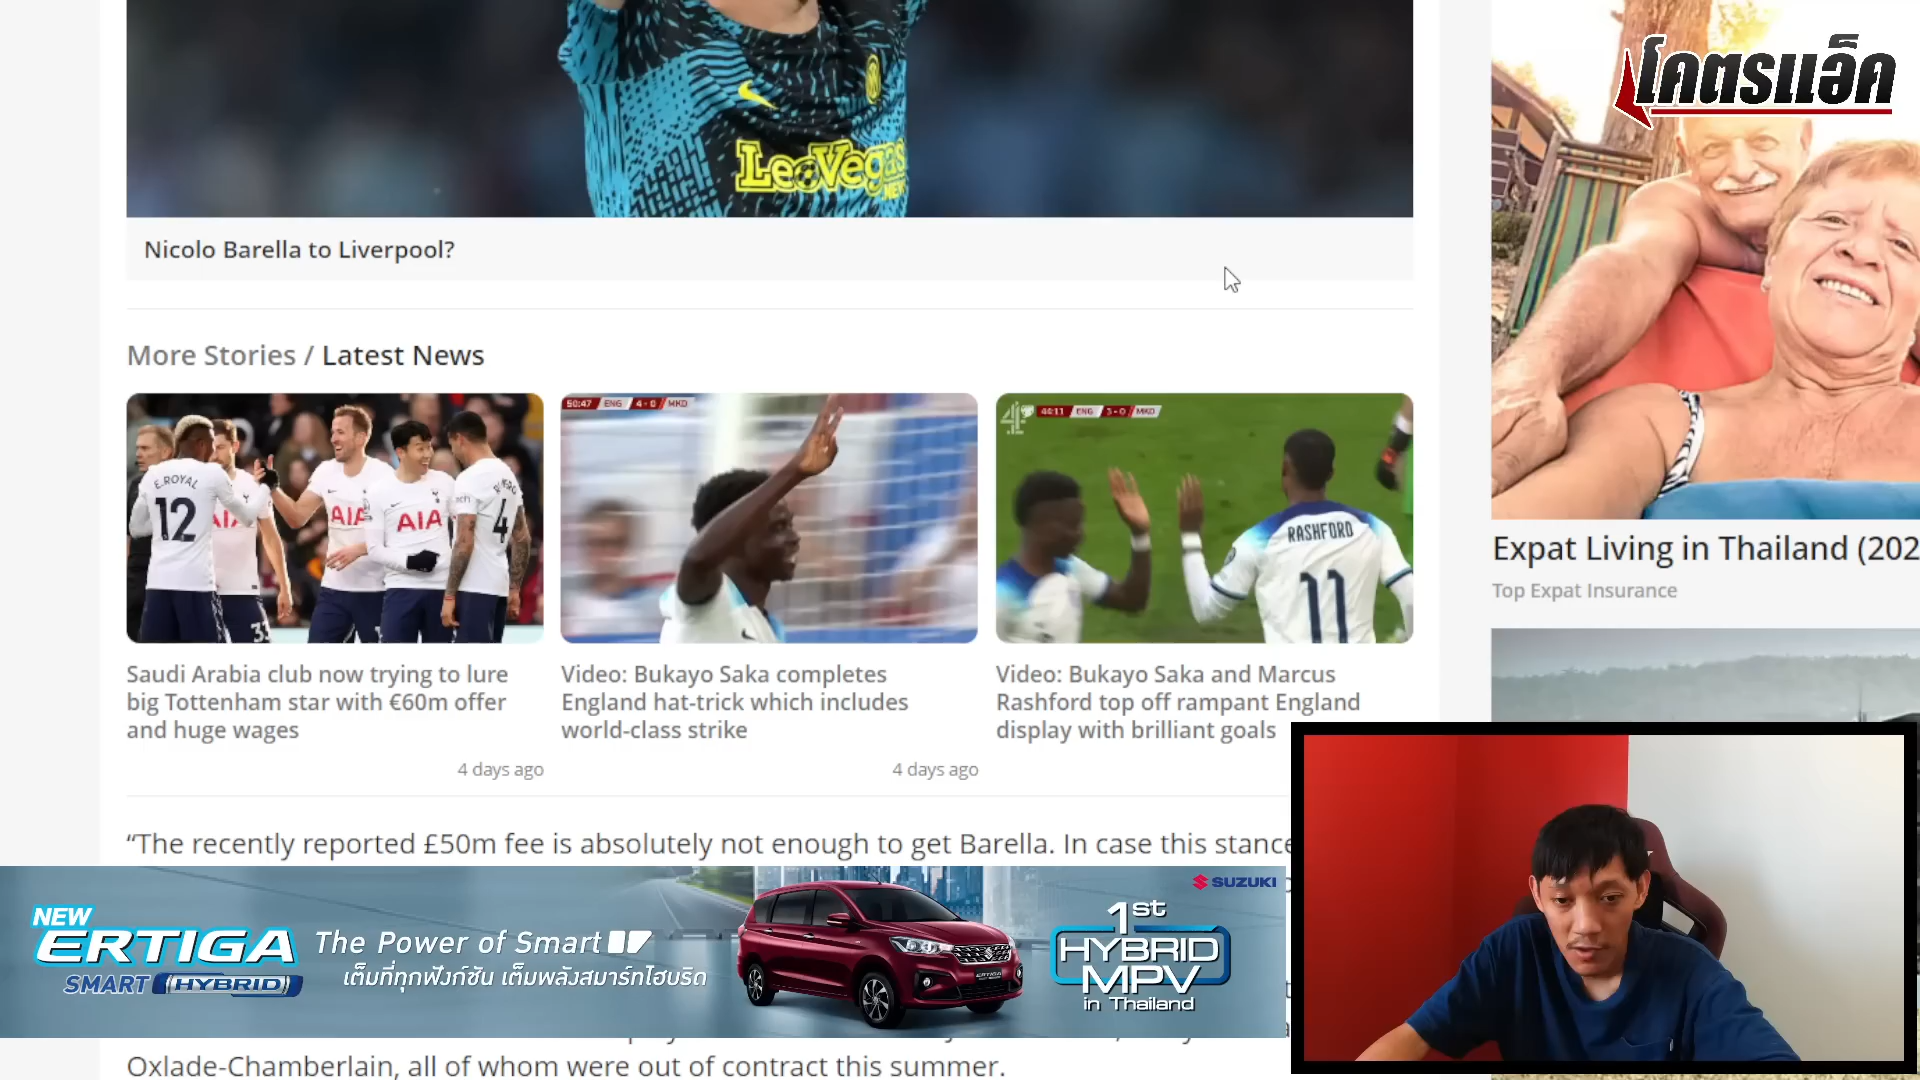 โคตรแอ็ค
LeoVegas
NEWS
Nicolo Barella to Liverpool?
More Stories / Latest News
E.ROYAL
12
AIA
33
AIA
4
50:47 ENG 4-0 MKD
46:11 ENG 3-0 MKD
RASHFORD
11
Saudi Arabia club now trying to lure
big Tottenham star with €60m offer
and huge wages
4 days ago
Video: Bukayo Saka completes
England hat-trick which includes
world-class strike
4 days ago
Video: Bukayo Saka and Marcus
Rashford top off rampant England
display with brilliant goals
Expat Living in Thailand (202
Top Expat Insurance
“The recently reported £50m fee is absolutely not enough to get Barella. In case this stance
NEW
ERTIGA
SMART HYBRID
The Power of Smart
เต็มที่ทุกฟังก์ชัน เต็มพลังสมาร์ทไฮบริด
ERTIGA
SUZUKI
1st
HYBRID
MPV
in Thailand
Oxlade-Chamberlain, all of whom were out of contract this summer.